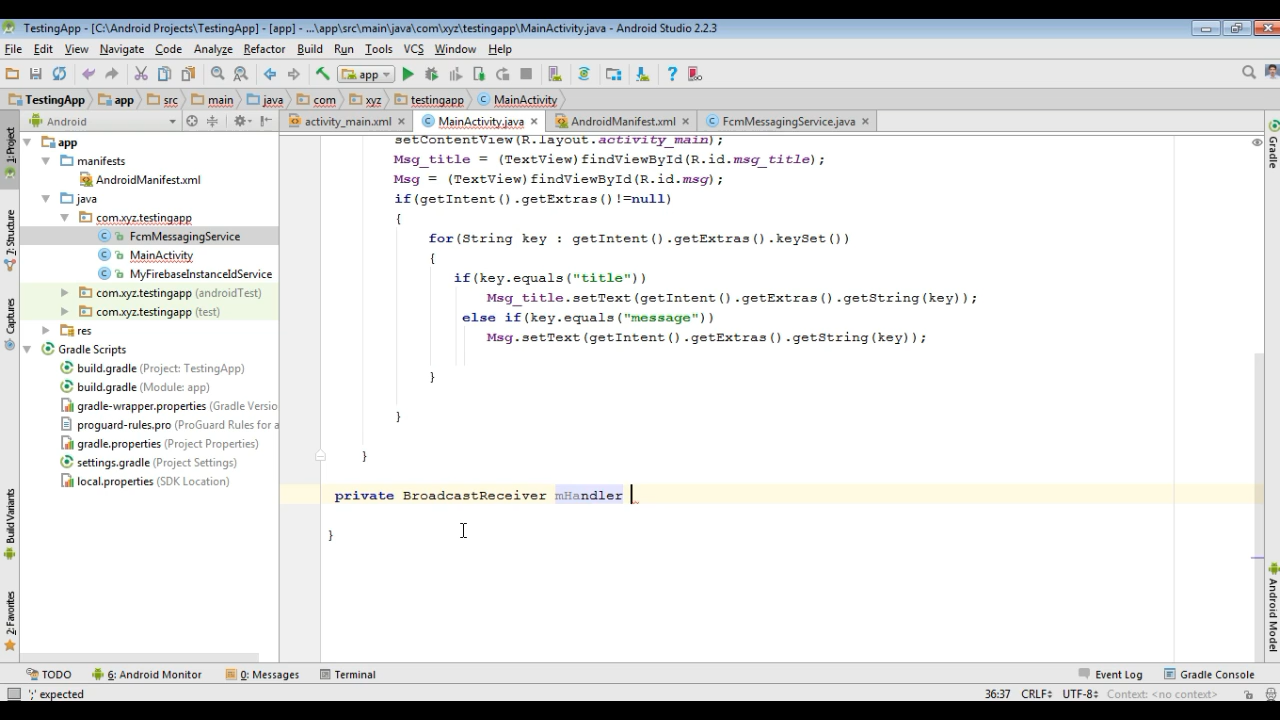 TestingApp - [C:\Android Projects\TestingApp] - [app] - ...\app\src\main\java\com\xyz\testingapp\MainActivity.java - Android Studio 2.2.3
File Edit View Navigate Code Analyze Refactor Build Run Tools VCS Window Help
app
TestingApp app src main java com xyz testingapp MainActivity
Android
activity_main.xml MainActivity.java AndroidManifest.xml FcmMessagingService.java
1: Project
7: Structure
Captures
Build Variants
2: Favorites
app
manifests
AndroidManifest.xml
java
com.xyz.testingapp
FcmMessagingService
MainActivity
MyFirebaseInstanceIdService
com.xyz.testingapp (androidTest)
com.xyz.testingapp (test)
res
Gradle Scripts
build.gradle (Project: TestingApp)
build.gradle (Module: app)
gradle-wrapper.properties (Gradle Versio
proguard-rules.pro (ProGuard Rules for a
gradle.properties (Project Properties)
settings.gradle (Project Settings)
local.properties (SDK Location)
setContentView(R.layout.activity_main);
Msg_title = (TextView)findViewById(R.id.msg_title);
Msg = (TextView)findViewById(R.id.msg);
if(getIntent().getExtras()!=null)
{
for(String key : getIntent().getExtras().keySet())
{
if(key.equals("title"))
Msg_title.setText(getIntent().getExtras().getString(key));
else if(key.equals("message"))
Msg.setText(getIntent().getExtras().getString(key));
}
}
}
private BroadcastReceiver mHandler
}
Gradle
Android Model
TODO 6: Android Monitor 0: Messages Terminal Event Log Gradle Console
';' expected 36:37 CRLF UTF-8 Context: <no context>